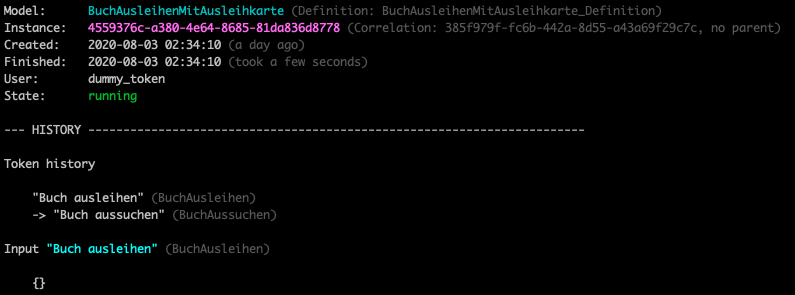 Model: BuchAusleihenMitAusleihkarte (Definition: BuchAusleihenMitAusleihkarte_Definition)
Instance: 4559376c-a380-4e64-8685-81da836d8778 (Correlation: 385f979f-fc6b-442a-8d55-a43a69f29c7c, no parent)
Created: 2020-08-03 02:34:10 (a day ago)
Finished: 2020-08-03 02:34:10 (took a few seconds)
User: dummy_token
State: running
--- HISTORY -----------------------------------------------------------------------
Token history
"Buch ausleihen" (BuchAusleihen)
-> "Buch aussuchen" (BuchAussuchen)
Input "Buch ausleihen" (BuchAusleihen)
{}